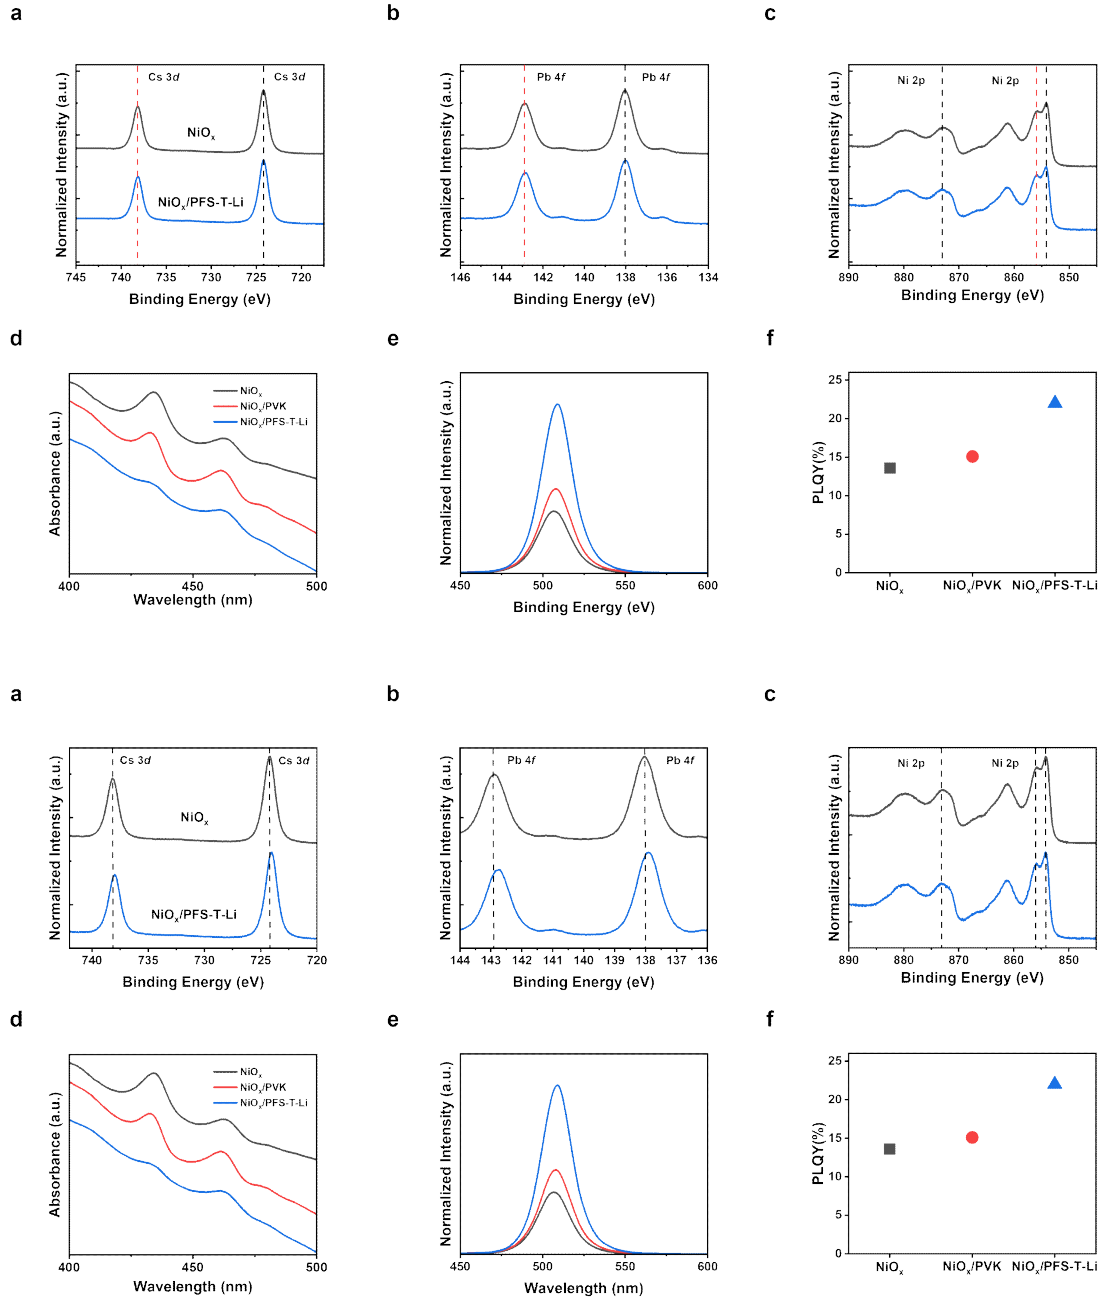 a
b
c
Normalized Intensity (a.u.)
Cs 3d
Cs 3d
NiOx
NiOx/PFS-T-Li
745 740 735 730 725 720
Binding Energy (eV)
Normalized Intensity (a.u.)
Pb 4f
Pb 4f
146 144 142 140 138 136 134
Binding Energy (eV)
Normalized Intensity (a.u.)
Ni 2p
Ni 2p
890 880 870 860 850
Binding Energy (eV)
d
e
f
Absorbance (a.u.)
NiOx
NiOx/PVK
NiOx/PFS-T-Li
400 450 500
Wavelength (nm)
Normalized Intensity (a.u.)
450 500 550 600
Binding Energy (eV)
PLQY(%)
25
20
15
10
5
0
NiOx NiOx/PVK NiOx/PFS-T-Li
a
b
c
Normalized Intensity (a.u.)
Cs 3d
Cs 3d
NiOx
NiOx/PFS-T-Li
740 735 730 725 720
Binding Energy (eV)
Normalized Intensity (a.u.)
Pb 4f
Pb 4f
144 143 142 141 140 139 138 137 136
Binding Energy (eV)
Normalized Intensity (a.u.)
Ni 2p
Ni 2p
890 880 870 860 850
Binding Energy (eV)
d
e
f
Absorbance (a.u.)
NiOx
NiOx/PVK
NiOx/PFS-T-Li
400 450 500
Wavelength (nm)
Normalized Intensity (a.u.)
450 500 550 600
Wavelength (nm)
PLQY(%)
25
20
15
10
5
0
NiOx NiOx/PVK NiOx/PFS-T-Li